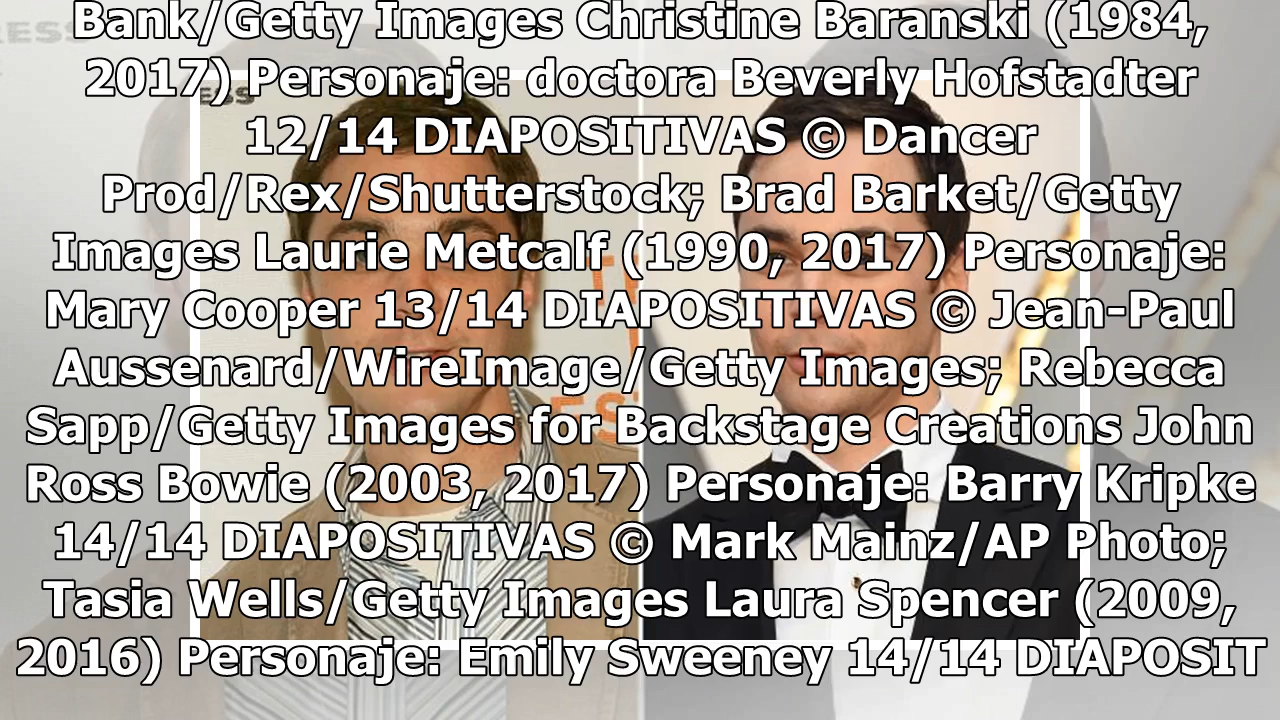 Bank/Getty Images Christine Baranski (1984,
2017) Personaje: doctora Beverly Hofstadter
12/14 DIAPOSITIVAS © Dancer
Prod/Rex/Shutterstock; Brad Barket/Getty
Images Laurie Metcalf (1990, 2017) Personaje:
Mary Cooper 13/14 DIAPOSITIVAS © Jean-Paul
Aussenard/WireImage/Getty Images; Rebecca
Sapp/Getty Images for Backstage Creations John
Ross Bowie (2003, 2017) Personaje: Barry Kripke
14/14 DIAPOSITIVAS © Mark Mainz/AP Photo;
Tasia Wells/Getty Images Laura Spencer (2009,
2016) Personaje: Emily Sweeney 14/14 DIAPOSIT